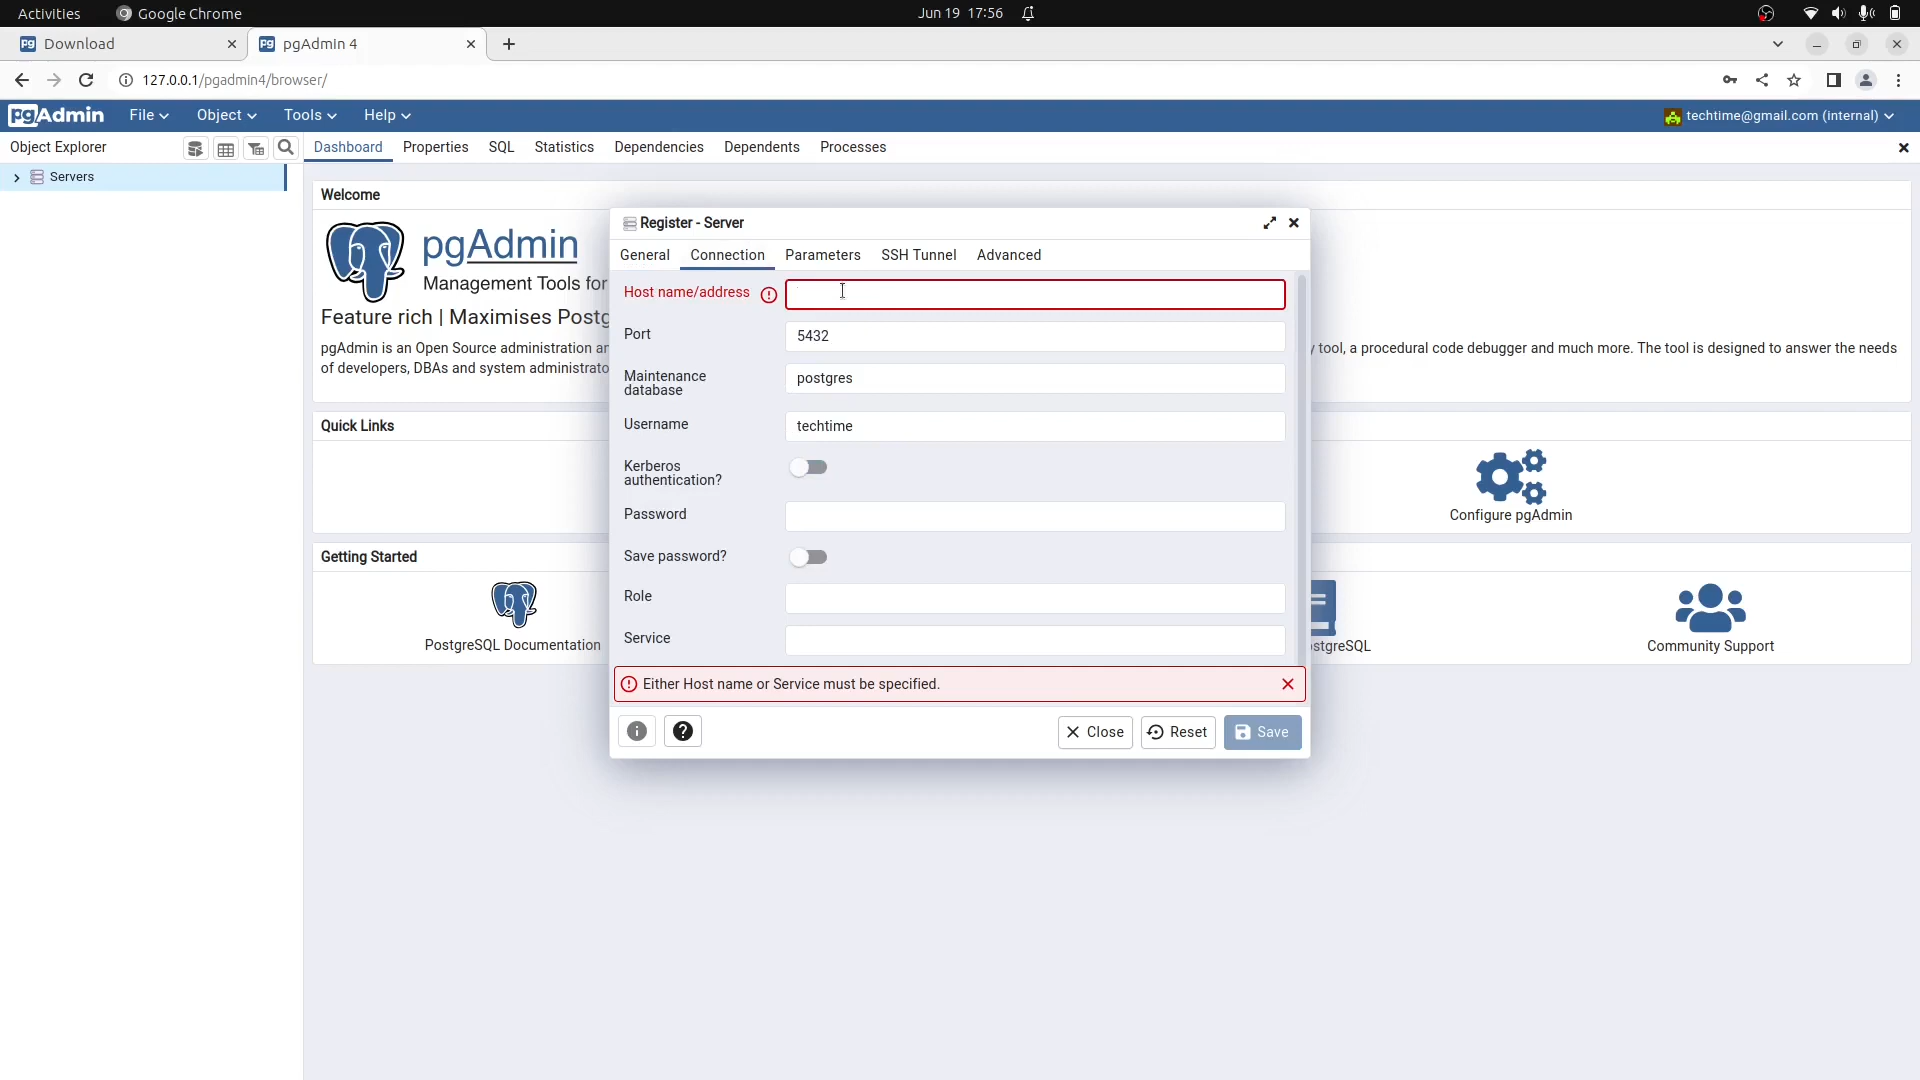 Activities Google Chrome Jun 19 17:56
Download pgAdmin 4
127.0.0.1/pgadmin4/browser/
pgAdmin File Object Tools Help techtime@gmail.com (internal)
Object Explorer Dashboard Properties SQL Statistics Dependencies Dependents Processes
Servers
Welcome
pgAdmin
Management Tools for
Feature rich | Maximises Postg
pgAdmin is an Open Source administration an
y tool, a procedural code debugger and much more. The tool is designed to answer the needs
of developers, DBAs and system administrato
Quick Links
Configure pgAdmin
Getting Started
PostgreSQL Documentation
ostgreSQL
Community Support
Register - Server
General Connection Parameters SSH Tunnel Advanced
Host name/address
Port 5432
Maintenance
database
postgres
Username techtime
Kerberos
authentication?
Password
Save password?
Role
Service
Either Host name or Service must be specified.
Close Reset Save